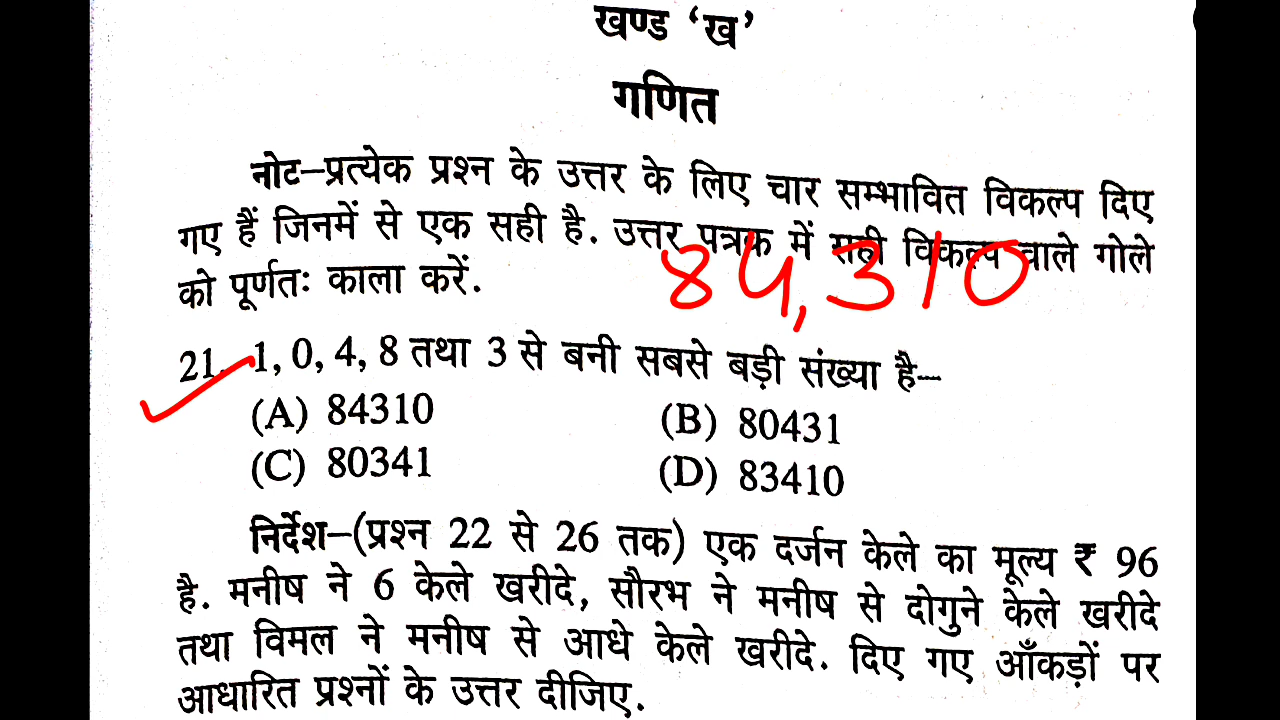 खण्ड ‘ख’
गणित
नोट–प्रत्येक प्रश्न के उत्तर के लिए चार सम्भावित विकल्प दिए
गए हैं जिनमें से एक सही है. उत्तर पत्रक में सही विकल्प वाले गोले
को पूर्णतः काला करें.
84,310
21. 1, 0, 4, 8 तथा 3 से बनी सबसे बड़ी संख्या है–
(A) 84310 (B) 80431
(C) 80341 (D) 83410
निर्देश–(प्रश्न 22 से 26 तक) एक दर्जन केले का मूल्य ₹ 96
है. मनीष ने 6 केले खरीदे, सौरभ ने मनीष से दोगुने केले खरीदे
तथा विमल ने मनीष से आधे केले खरीदे. दिए गए आँकड़ों पर
आधारित प्रश्नों के उत्तर दीजिए.